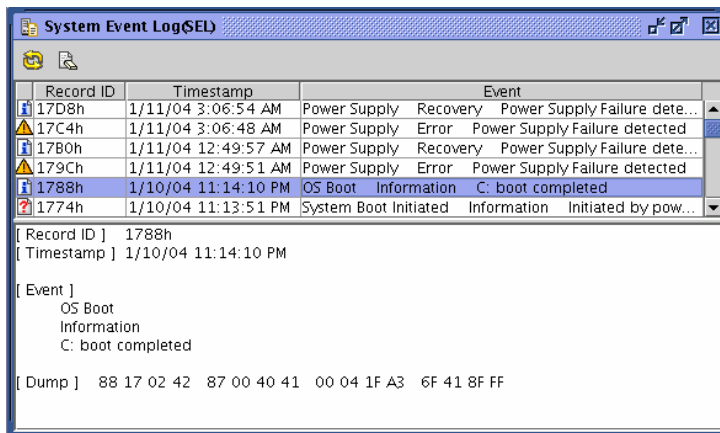 System Event Log(SEL)
Record ID Timestamp Event
17D8h 1/11/04 3:06:54 AM Power Supply Recovery Power Supply Failure dete...
17C4h 1/11/04 3:06:48 AM Power Supply Error Power Supply Failure detected
17B0h 1/11/04 12:49:57 AM Power Supply Recovery Power Supply Failure dete...
179Ch 1/11/04 12:49:51 AM Power Supply Error Power Supply Failure detected
1788h 1/10/04 11:14:10 PM OS Boot Information C: boot completed
1774h 1/10/04 11:13:51 PM System Boot Initiated Information Initiated by pow...
[ Record ID ] 1788h
[ Timestamp ] 1/10/04 11:14:10 PM
[ Event ]
OS Boot
Information
C: boot completed
[ Dump ] 88 17 02 42 87 00 40 41 00 04 1F A3 6F 41 8F FF